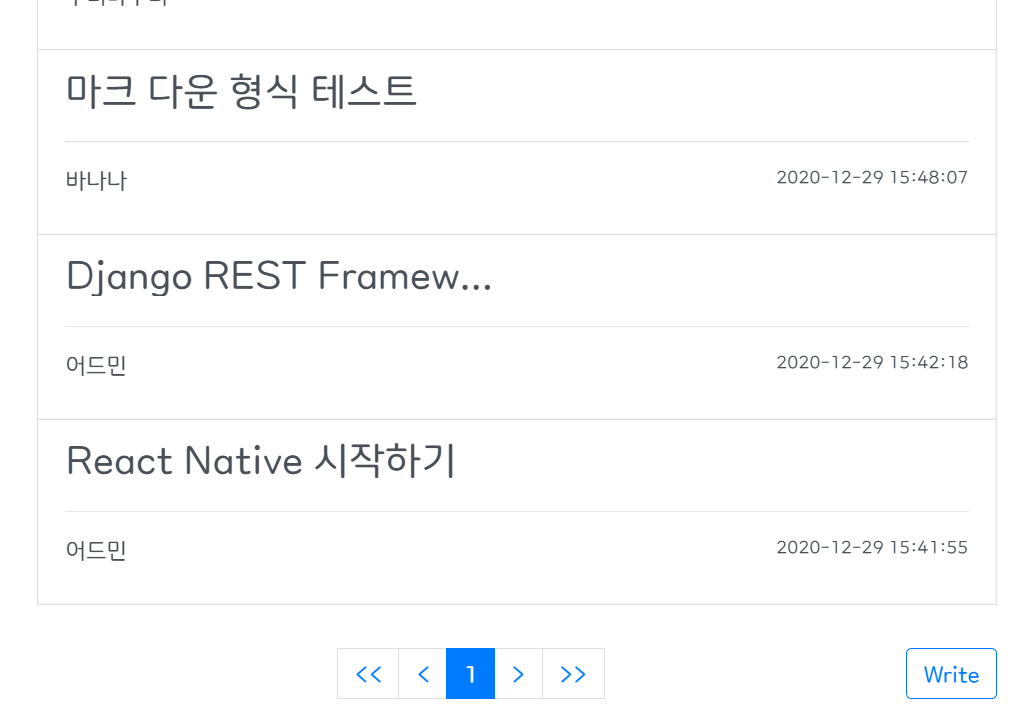 마크 다운 형식 테스트
바나나 2020-12-29 15:48:07
Django REST Framew...
어드민 2020-12-29 15:42:18
React Native 시작하기
어드민 2020-12-29 15:41:55
<< < 1 > >> Write